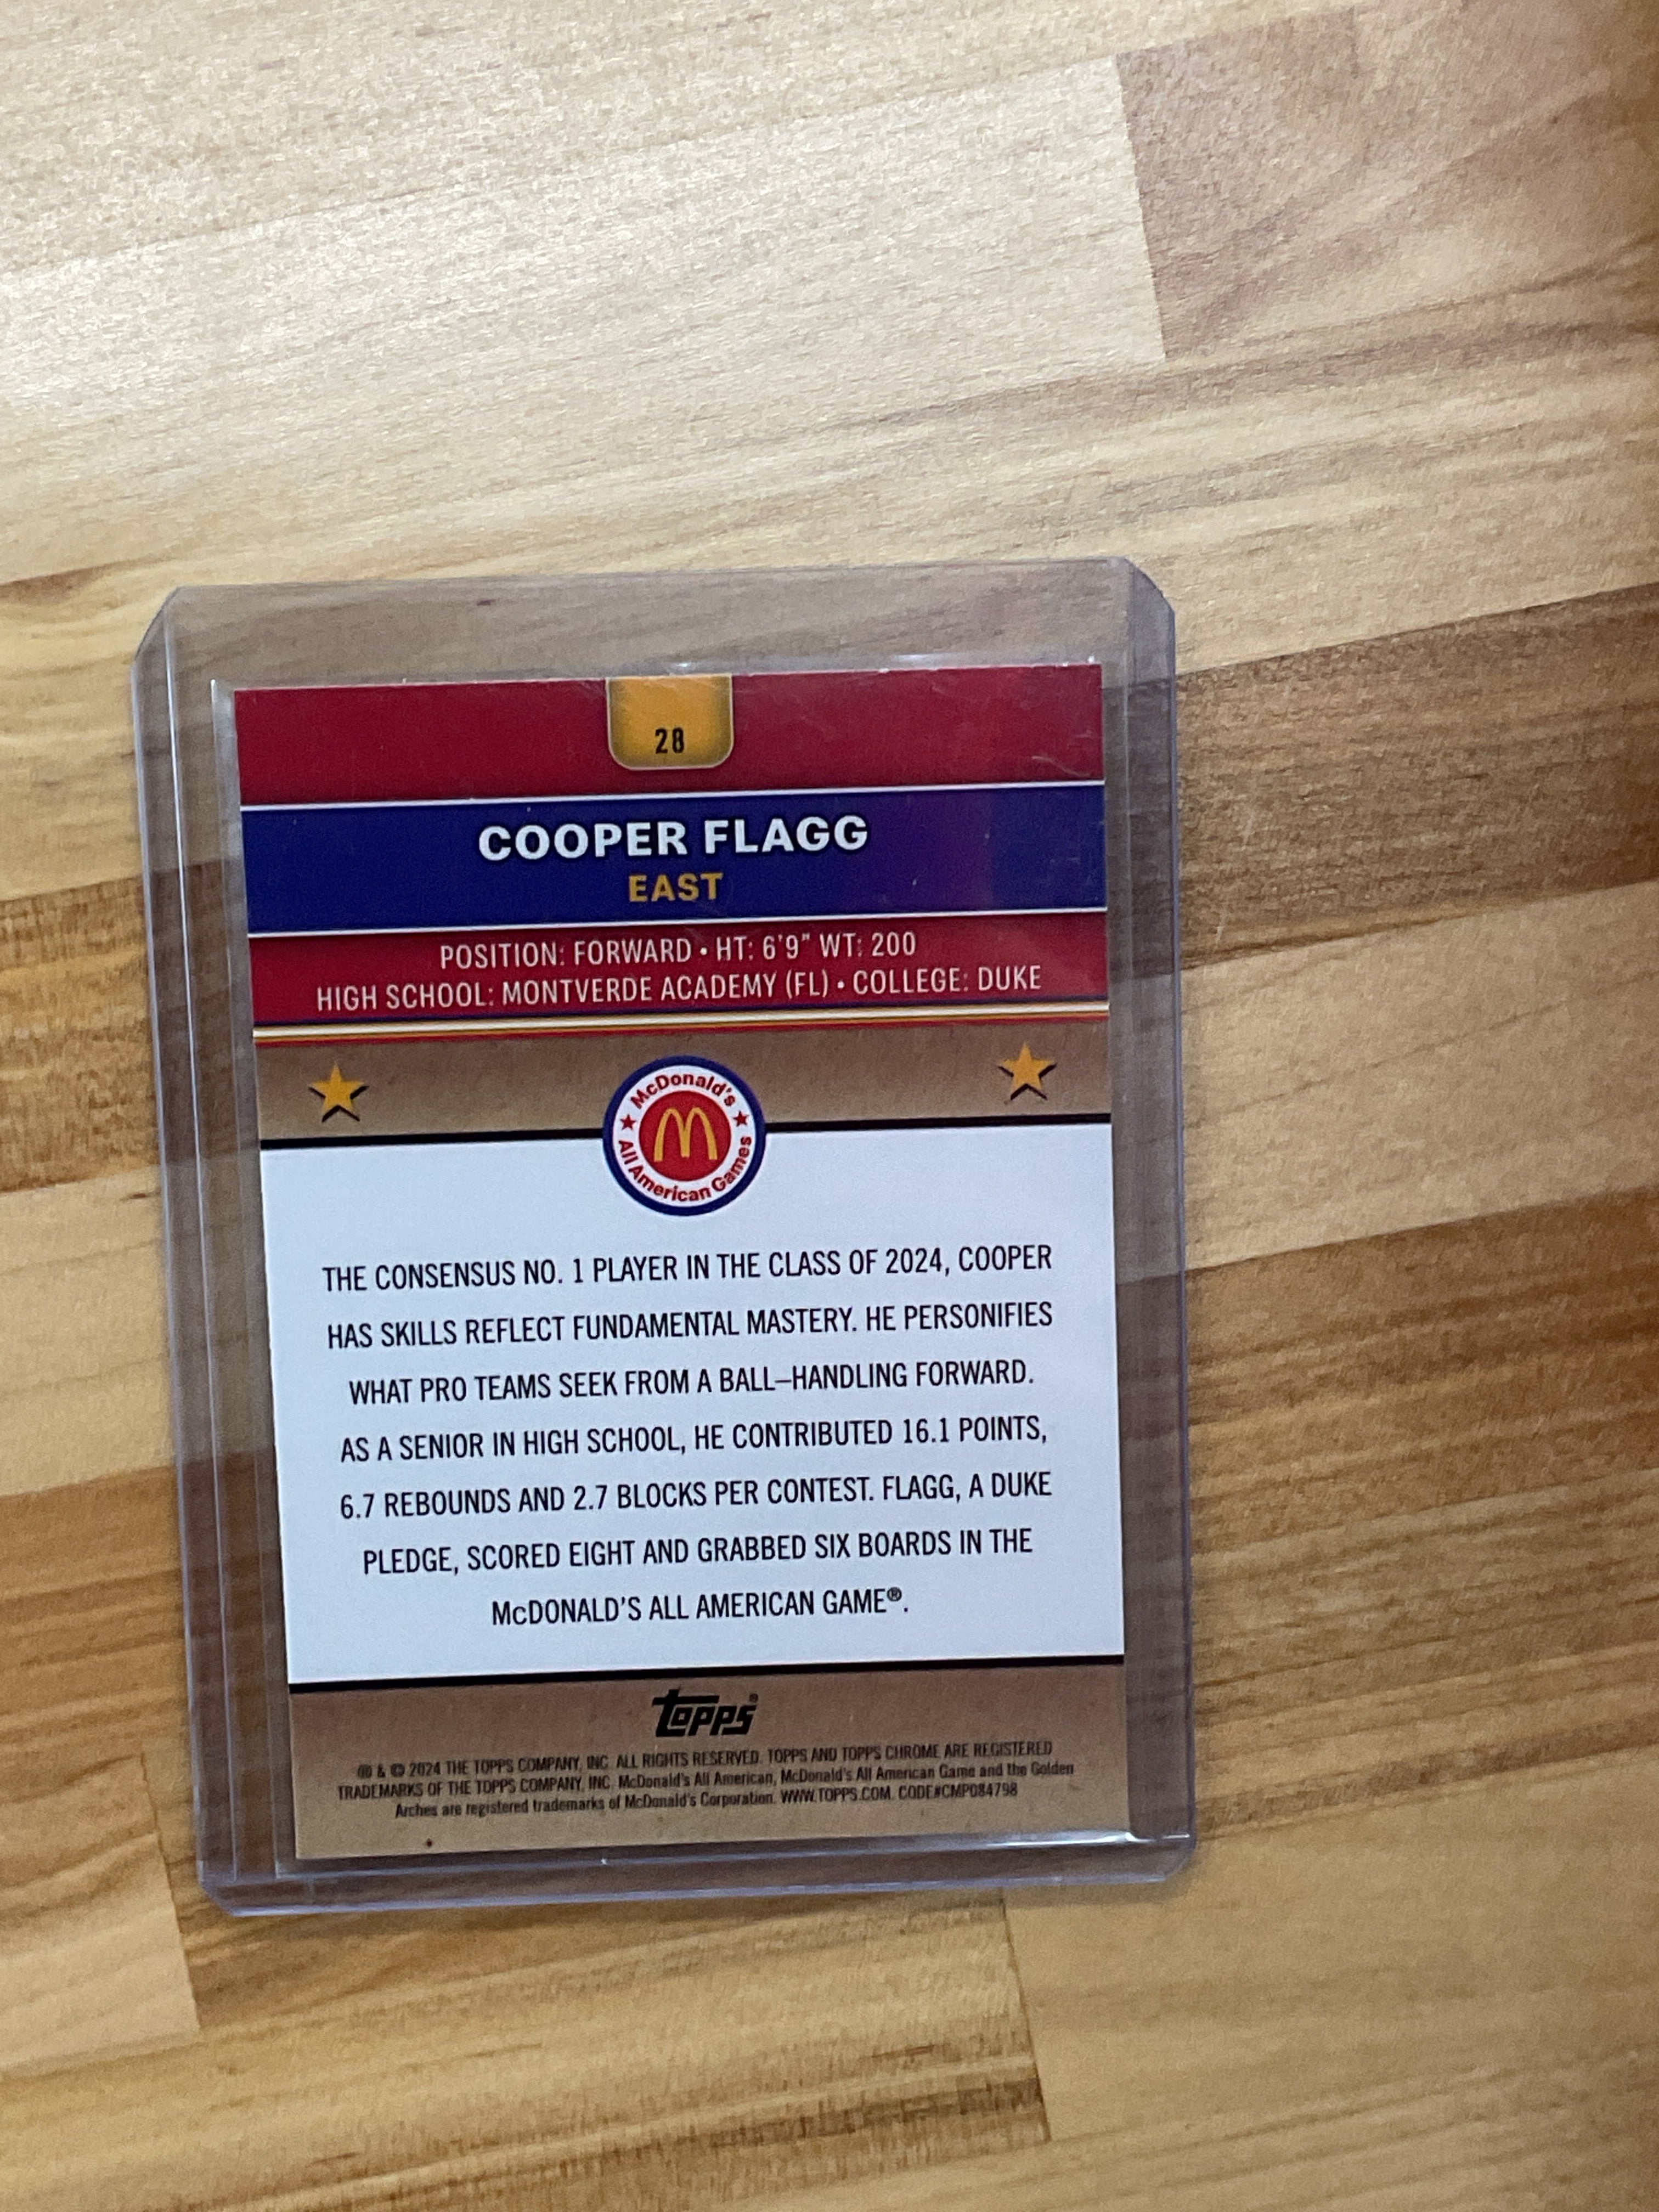 28
COOPER FLAGG
EAST
POSITION: FORWARD • HT: 6'9" WT: 200
HIGH SCHOOL: MONTVERDE ACADEMY (FL) • COLLEGE: DUKE
McDonald's
All American Games
THE CONSENSUS NO. 1 PLAYER IN THE CLASS OF 2024, COOPER
HAS SKILLS REFLECT FUNDAMENTAL MASTERY. HE PERSONIFIES
WHAT PRO TEAMS SEEK FROM A BALL–HANDLING FORWARD.
AS A SENIOR IN HIGH SCHOOL, HE CONTRIBUTED 16.1 POINTS,
6.7 REBOUNDS AND 2.7 BLOCKS PER CONTEST. FLAGG, A DUKE
PLEDGE, SCORED EIGHT AND GRABBED SIX BOARDS IN THE
McDONALD'S ALL AMERICAN GAME®.
topps®
® & © 2024 THE TOPPS COMPANY, INC. ALL RIGHTS RESERVED. TOPPS AND TOPPS CHROME ARE REGISTERED
TRADEMARKS OF THE TOPPS COMPANY, INC. McDonald's All American, McDonald's All American Game and the Golden
Arches are registered trademarks of McDonald's Corporation. WWW.TOPPS.COM. CODE#CMP084798